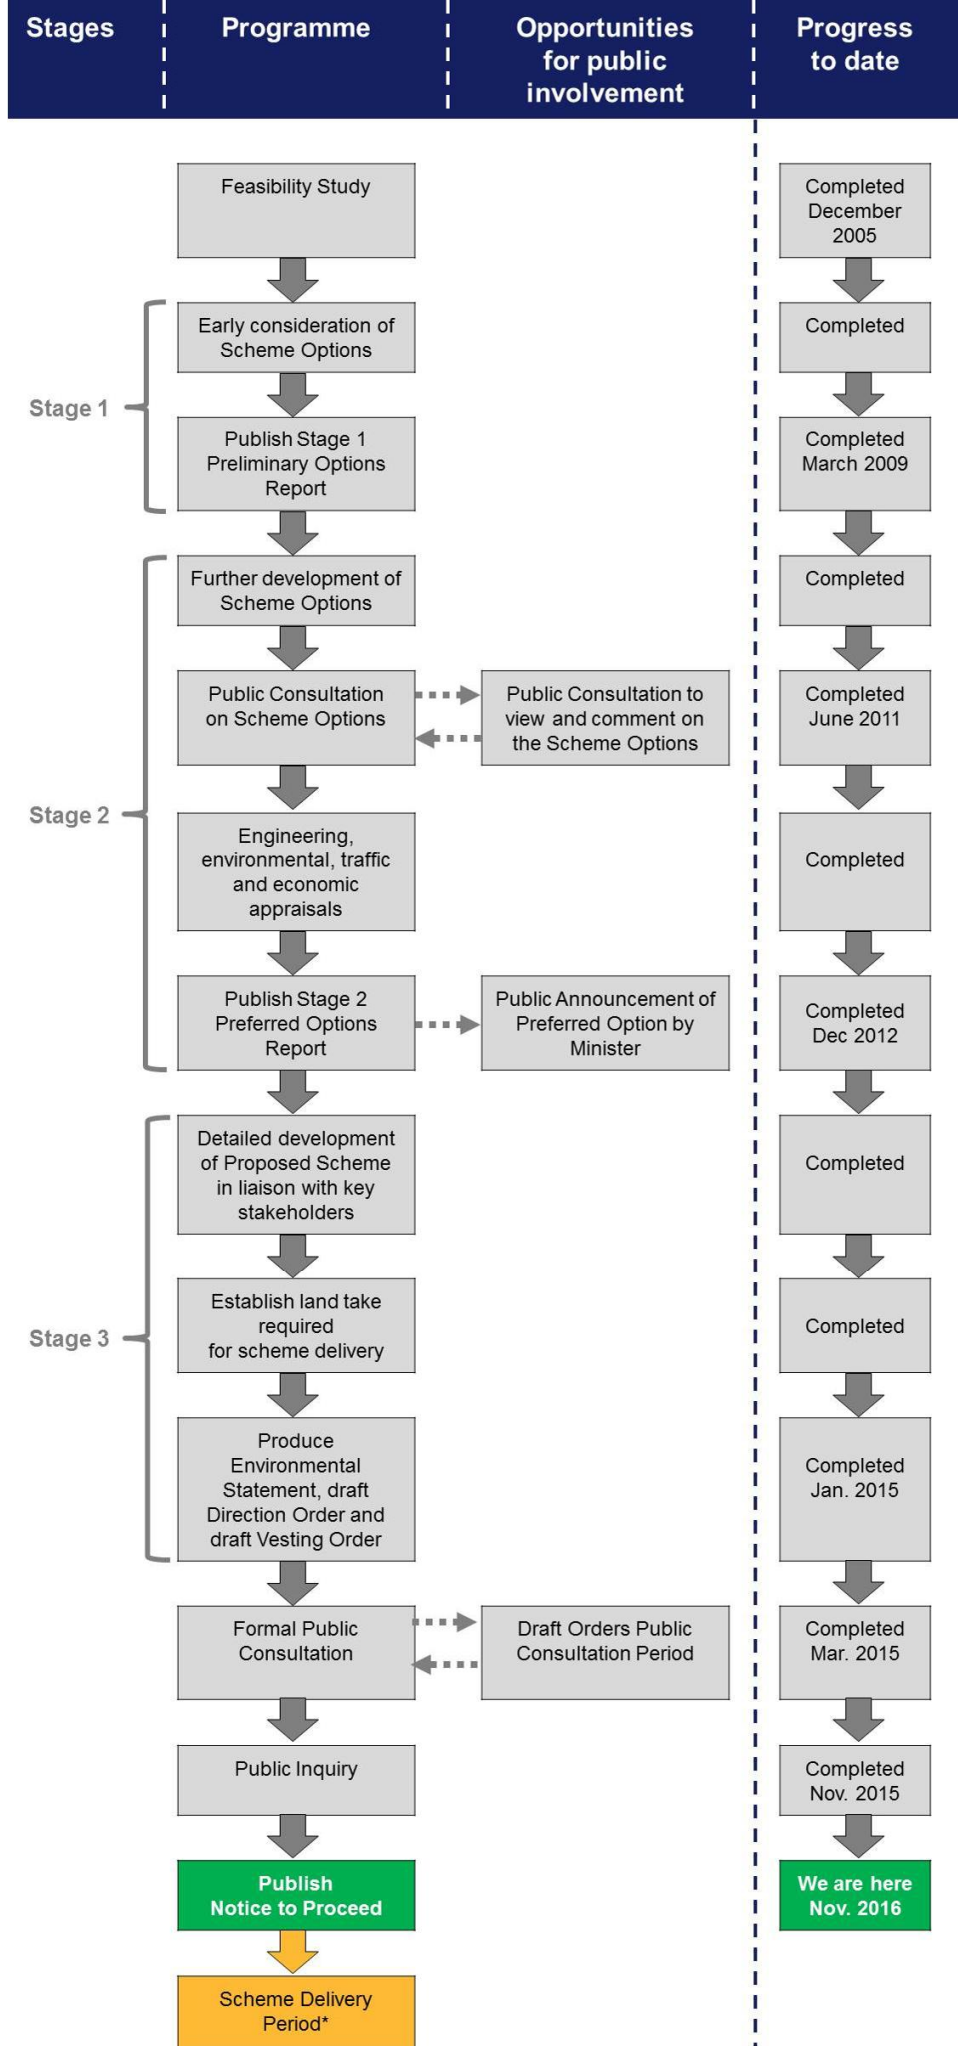 Stages
Programme
Opportunities
for public
involvement
Progress
to date
Feasibility Study
Completed
December
2005
Stage 1
Early consideration of
Scheme Options
Completed
Publish Stage 1
Preliminary Options
Report
Completed
March 2009
Stage 2
Further development of
Scheme Options
Completed
Public Consultation
on Scheme Options
Public Consultation to
view and comment on
the Scheme Options
Completed
June 2011
Engineering,
environmental, traffic
and economic
appraisals
Completed
Publish Stage 2
Preferred Options
Report
Public Announcement of
Preferred Option by
Minister
Completed
Dec 2012
Stage 3
Detailed development
of Proposed Scheme
in liaison with key
stakeholders
Completed
Establish land take
required
for scheme delivery
Completed
Produce
Environmental
Statement, draft
Direction Order and
draft Vesting Order
Completed
Jan. 2015
Formal Public
Consultation
Draft Orders Public
Consultation Period
Completed
Mar. 2015
Public Inquiry
Completed
Nov. 2015
Publish
Notice to Proceed
We are here
Nov. 2016
Scheme Delivery
Period*